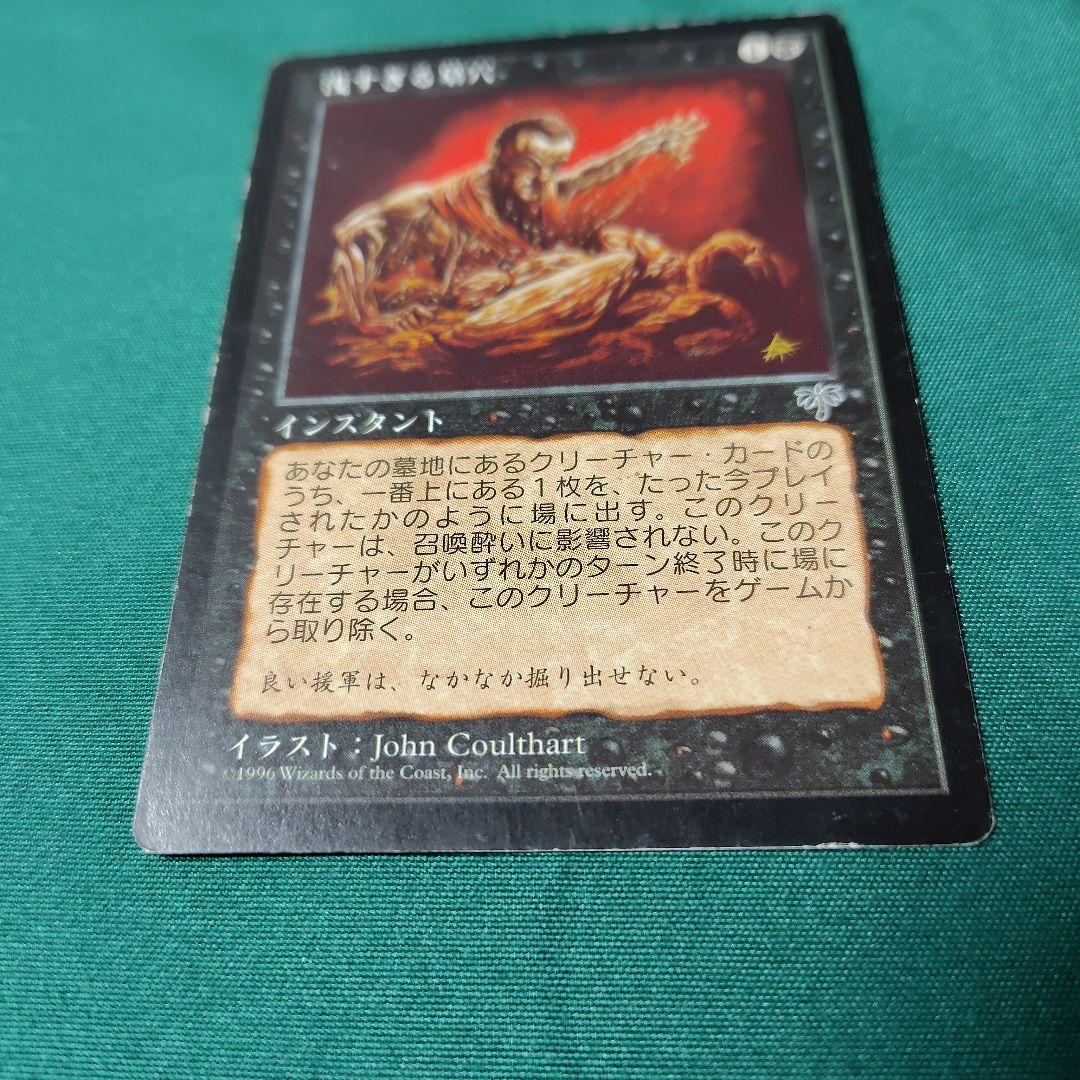 浅すぎる墓穴
インスタント
あなたの墓地にあるクリーチャー・カードの
うち、一番上にある1枚を、たった今プレイ
されたかのように場に出す。このクリー
チャーは、召喚酔いに影響されない。このク
リーチャーがいずれかのターン終了時に場に
存在する場合、このクリーチャーをゲームか
ら取り除く。
良い援軍は、なかなか掘り出せない。
イラスト：John Coulthart
©1996 Wizards of the Coast, Inc. All rights reserved.